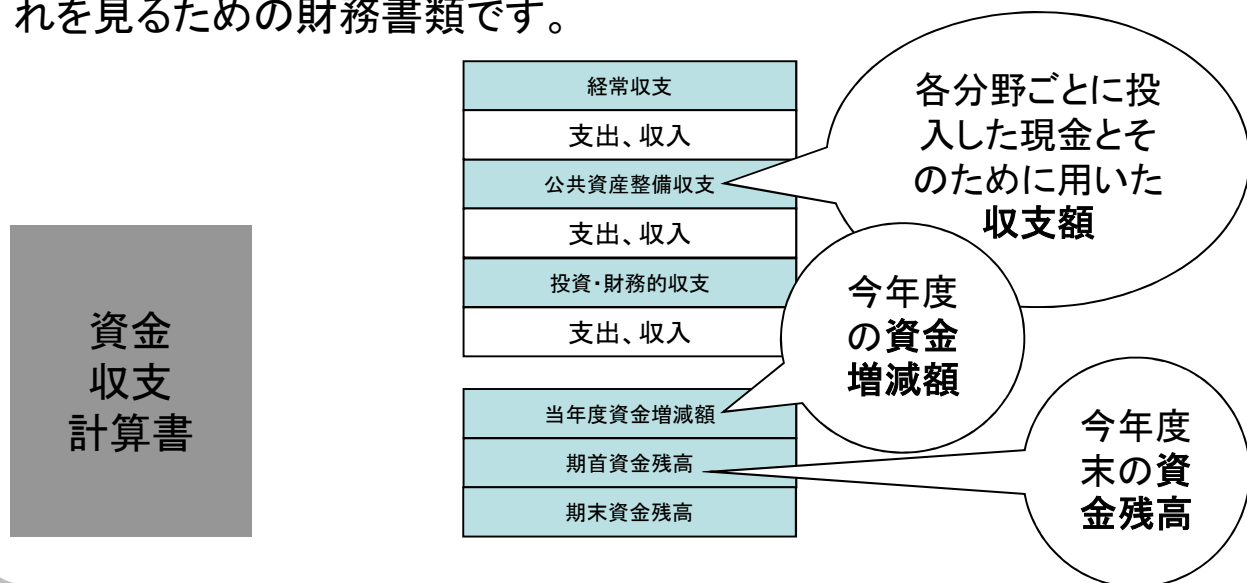 れを見るための財務書類です。
資金
収支
計算書
経常収支
支出、収入
公共資産整備収支
支出、収入
投資・財務的収支
支出、収入
当年度資金増減額
期首資金残高
期末資金残高
各分野ごとに投
入した現金とそ
のために用いた
収支額
今年度
の資金
増減額
今年度
末の資
金残高